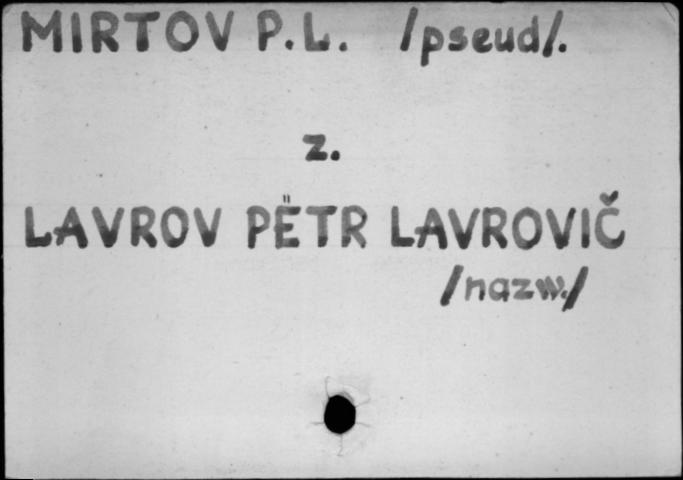 MIRTOV P.L. /pseud/.
z.
LAVROV PËTR LAVROVIČ
/nazw./